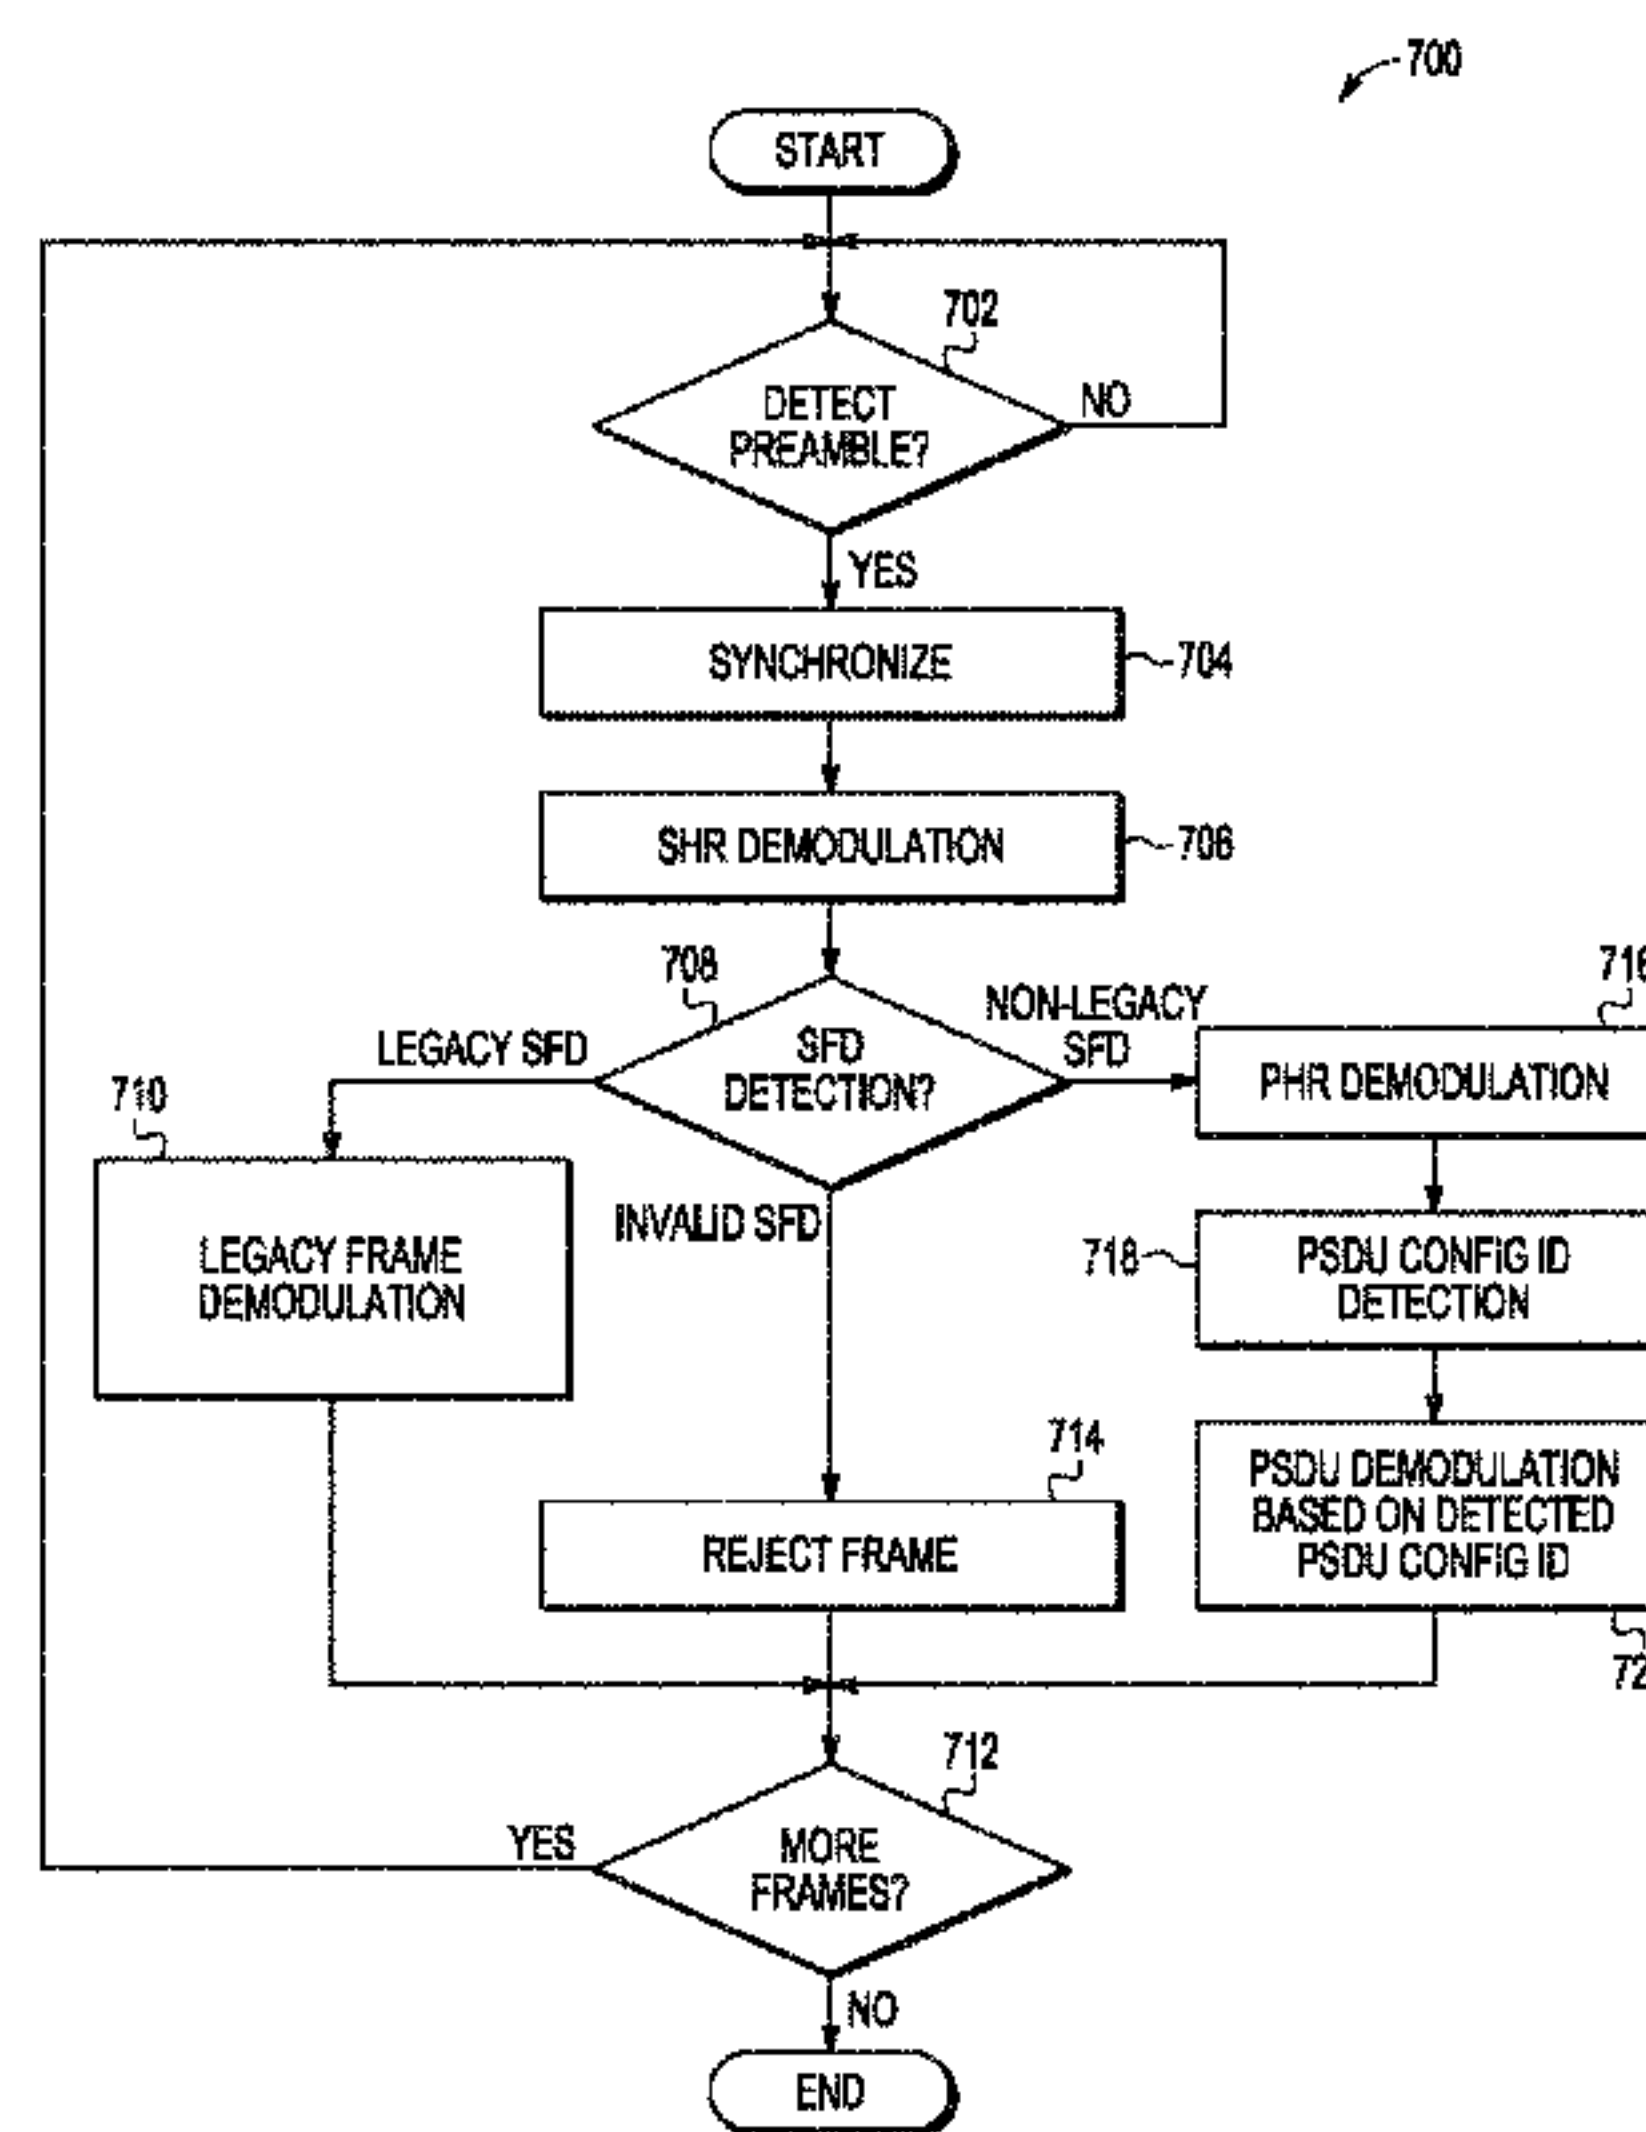 700
START
702
DETECT
PREAMBLE?
NO
YES
SYNCHRONIZE
704
SHR DEMODULATION
706
708
LEGACY SFD
SFD
DETECTION?
NON-LEGACY
SFD
716
PHR DEMODULATION
710
LEGACY FRAME
DEMODULATION
INVALID SFD
718
PSDU CONFIG ID
DETECTION
714
REJECT FRAME
PSDU DEMODULATION
BASED ON DETECTED
PSDU CONFIG ID
712
MORE
FRAMES?
YES
NO
END